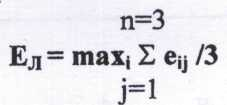 n=3
Eл = maxi Σ eij /3
j=1